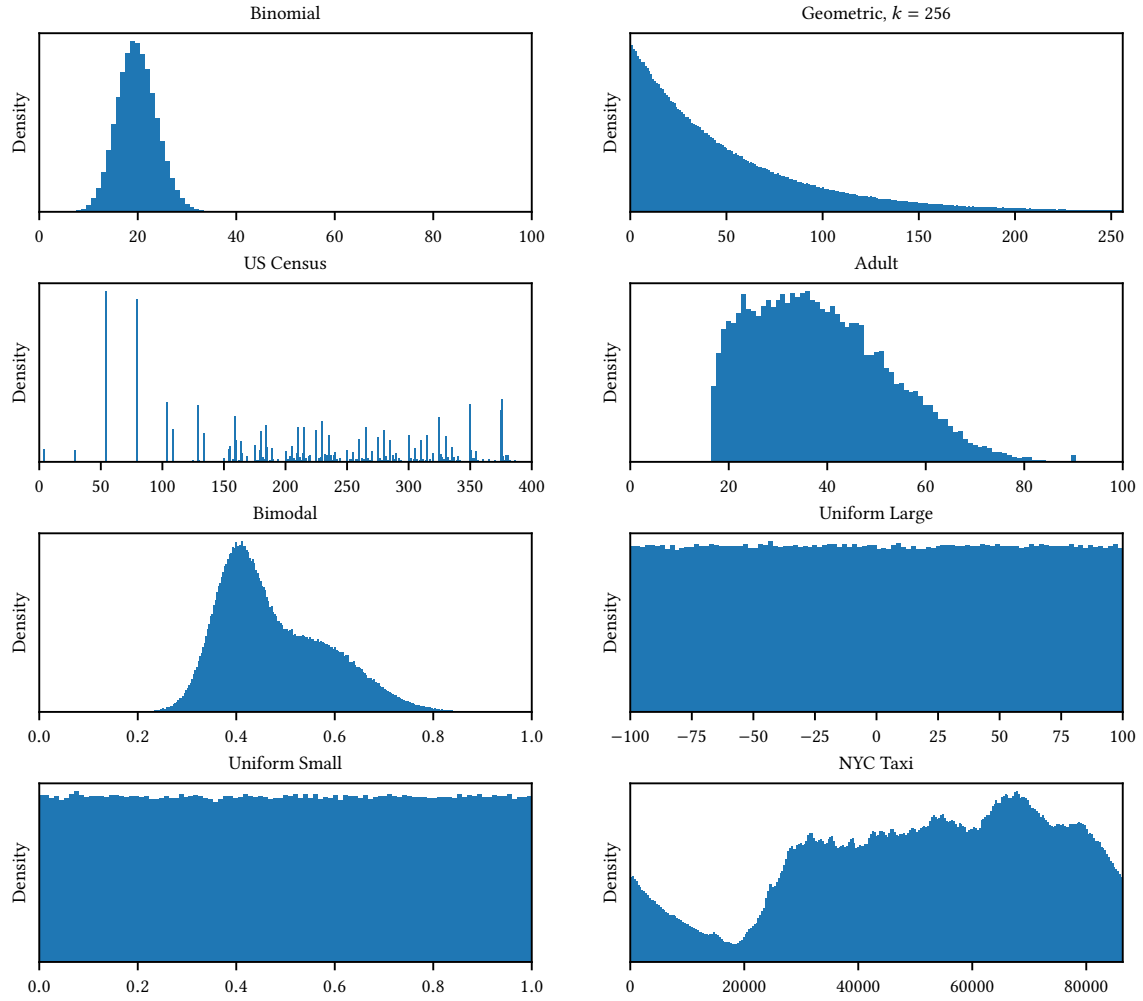 Binomial
Density
0 20 40 60 80 100
Geometric, k = 256
Density
0 50 100 150 200 250
US Census
Density
0 50 100 150 200 250 300 350 400
Adult
Density
0 20 40 60 80 100
Bimodal
Density
0.0 0.2 0.4 0.6 0.8 1.0
Uniform Large
Density
−100 −75 −50 −25 0 25 50 75 100
Uniform Small
Density
0.0 0.2 0.4 0.6 0.8 1.0
NYC Taxi
Density
0 20000 40000 60000 80000